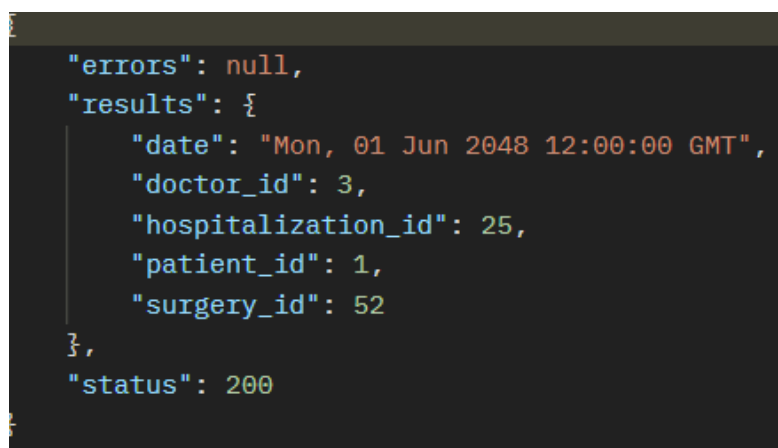 {
"errors": null,
"results": {
"date": "Mon, 01 Jun 2048 12:00:00 GMT",
"doctor_id": 3,
"hospitalization_id": 25,
"patient_id": 1,
"surgery_id": 52
},
"status": 200
}